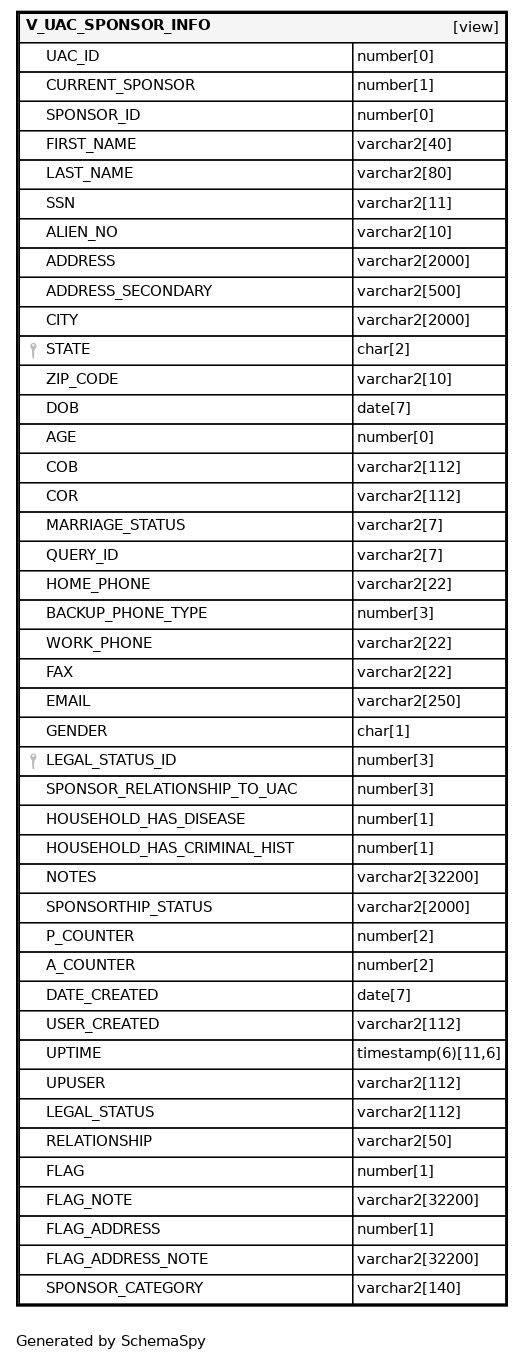 V_UAC_SPONSOR_INFO [view]
UAC_ID number[0]
CURRENT_SPONSOR number[1]
SPONSOR_ID number[0]
FIRST_NAME varchar2[40]
LAST_NAME varchar2[80]
SSN varchar2[11]
ALIEN_NO varchar2[10]
ADDRESS varchar2[2000]
ADDRESS_SECONDARY varchar2[500]
CITY varchar2[2000]
STATE char[2]
ZIP_CODE varchar2[10]
DOB date[7]
AGE number[0]
COB varchar2[112]
COR varchar2[112]
MARRIAGE_STATUS varchar2[7]
QUERY_ID varchar2[7]
HOME_PHONE varchar2[22]
BACKUP_PHONE_TYPE number[3]
WORK_PHONE varchar2[22]
FAX varchar2[22]
EMAIL varchar2[250]
GENDER char[1]
LEGAL_STATUS_ID number[3]
SPONSOR_RELATIONSHIP_TO_UAC number[3]
HOUSEHOLD_HAS_DISEASE number[1]
HOUSEHOLD_HAS_CRIMINAL_HIST number[1]
NOTES varchar2[32200]
SPONSORTHIP_STATUS varchar2[2000]
P_COUNTER number[2]
A_COUNTER number[2]
DATE_CREATED date[7]
USER_CREATED varchar2[112]
UPTIME timestamp(6)[11,6]
UPUSER varchar2[112]
LEGAL_STATUS varchar2[112]
RELATIONSHIP varchar2[50]
FLAG number[1]
FLAG_NOTE varchar2[32200]
FLAG_ADDRESS number[1]
FLAG_ADDRESS_NOTE varchar2[32200]
SPONSOR_CATEGORY varchar2[140]
Generated by SchemaSpy